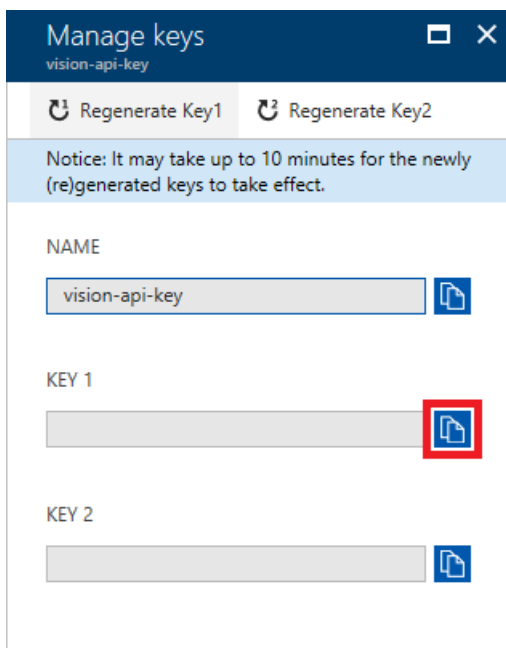 Manage keys
vision-api-key
Regenerate Key1
Regenerate Key2
Notice: It may take up to 10 minutes for the newly
(re)generated keys to take effect.
NAME
vision-api-key
KEY 1
KEY 2